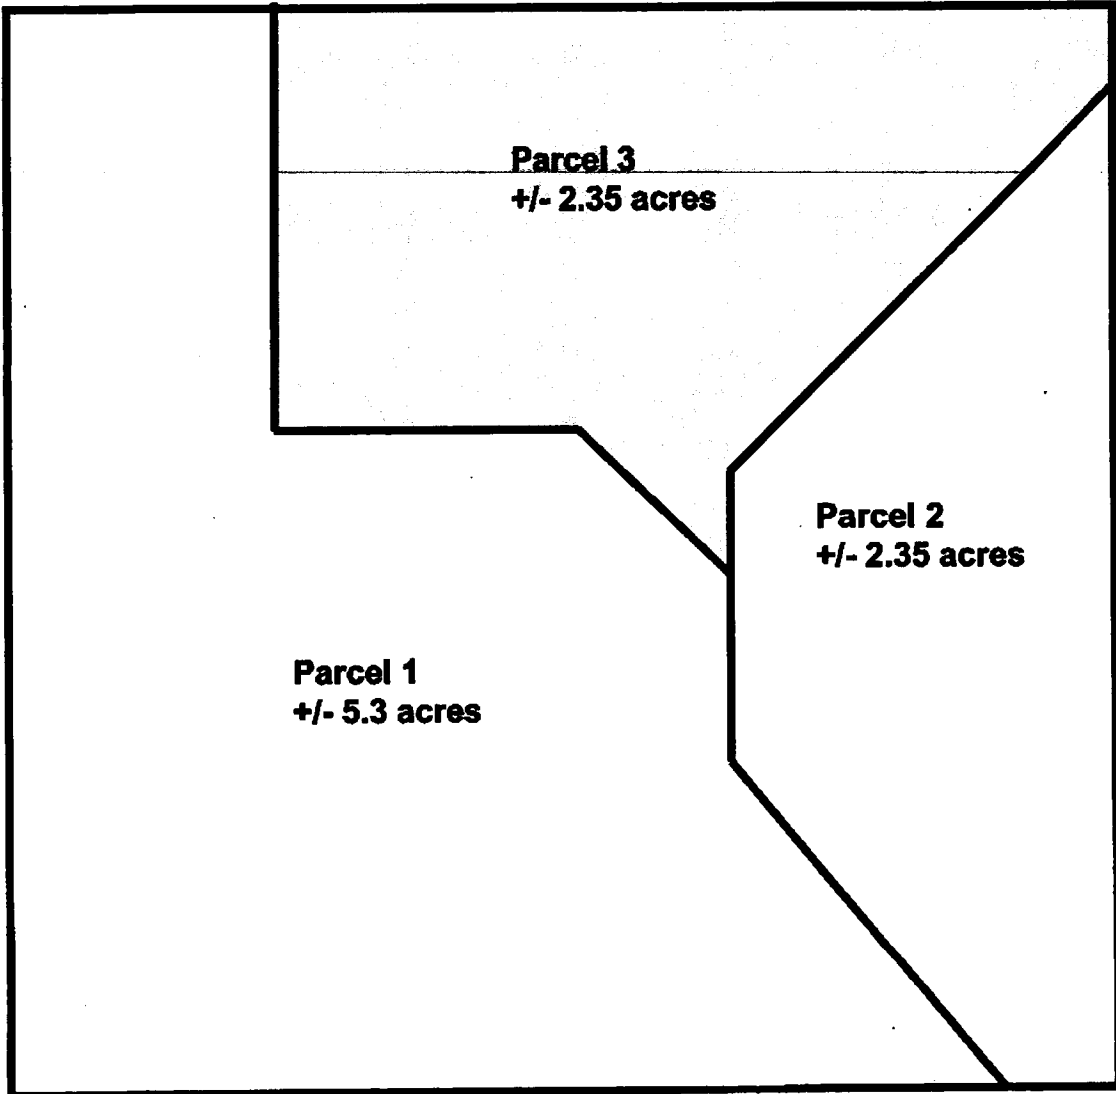 Parcel 3
+/- 2.35 acres
Parcel 2
+/- 2.35 acres
Parcel 1
+/- 5.3 acres